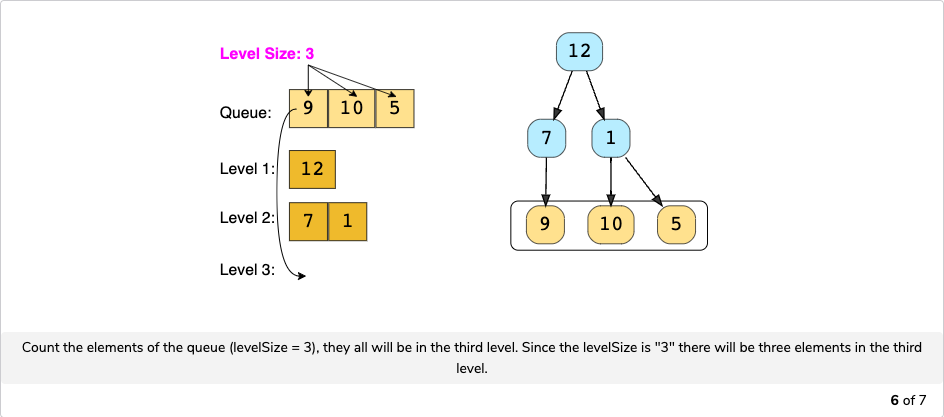 Level Size: 3
12
Queue: 9 10 5
7 1
Level 1: 12
Level 2: 7 1
9 10 5
Level 3:
Count the elements of the queue (levelSize = 3), they all will be in the third level. Since the levelSize is "3" there will be three elements in the third
level.
6 of 7